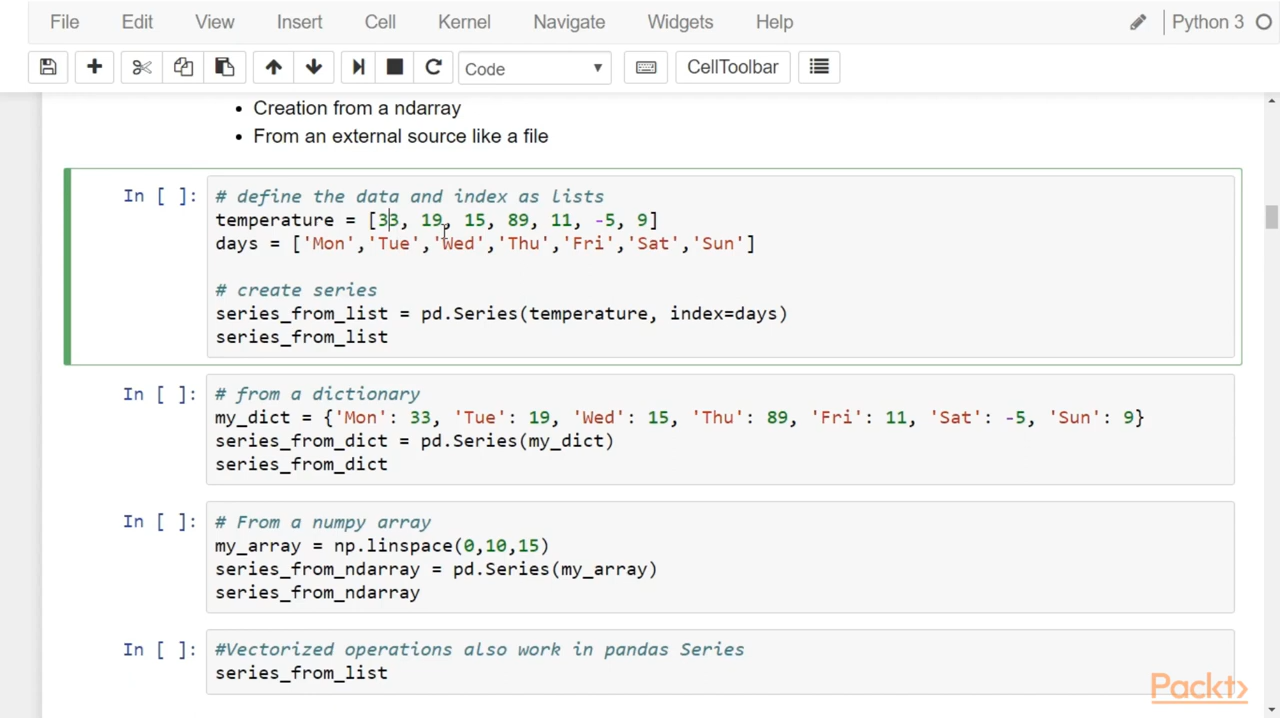 File Edit View Insert Cell Kernel Navigate Widgets Help Python 3
Code CellToolbar
• Creation from a ndarray
• From an external source like a file
In [ ]: # define the data and index as lists
temperature = [33, 19, 15, 89, 11, -5, 9]
days = ['Mon','Tue','Wed','Thu','Fri','Sat','Sun']
# create series
series_from_list = pd.Series(temperature, index=days)
series_from_list
In [ ]: # from a dictionary
my_dict = {'Mon': 33, 'Tue': 19, 'Wed': 15, 'Thu': 89, 'Fri': 11, 'Sat': -5, 'Sun': 9}
series_from_dict = pd.Series(my_dict)
series_from_dict
In [ ]: # From a numpy array
my_array = np.linspace(0,10,15)
series_from_ndarray = pd.Series(my_array)
series_from_ndarray
In [ ]: #Vectorized operations also work in pandas Series
series_from_list
Packt>